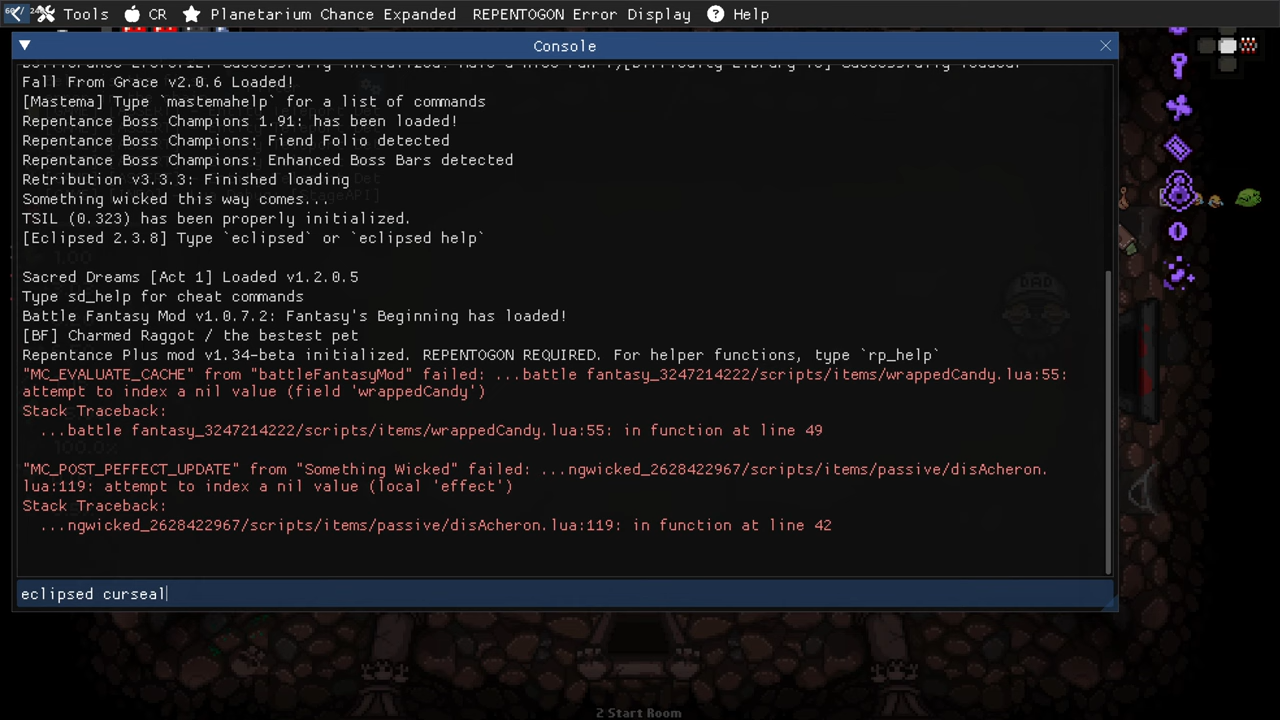 Tools CR Planetarium Chance Expanded REPENTOGON Error Display Help
Console
Fall From Grace v2.0.6 Loaded!
[Mastema] Type `mastemahelp` for a list of commands
Repentance Boss Champions 1.91: has been loaded!
Repentance Boss Champions: Fiend Folio detected
Repentance Boss Champions: Enhanced Boss Bars detected
Retribution v3.3.3: Finished loading
Something wicked this way comes...
TSIL (0.323) has been properly initialized.
[Eclipsed 2.3.8] Type `eclipsed` or `eclipsed help`
Sacred Dreams [Act 1] Loaded v1.2.0.5
Type sd_help for cheat commands
Battle Fantasy Mod v1.0.7.2: Fantasy's Beginning has loaded!
[BF] Charmed Raggot / the bestest pet
Repentance Plus mod v1.34-beta initialized. REPENTOGON REQUIRED. For helper functions, type `rp_help`
"MC_EVALUATE_CACHE" from "battleFantasyMod" failed: ...battle fantasy_3247214222/scripts/items/wrappedCandy.lua:55:
attempt to index a nil value (field 'wrappedCandy')
Stack Traceback:
...battle fantasy_3247214222/scripts/items/wrappedCandy.lua:55: in function at line 49
"MC_POST_PEFFECT_UPDATE" from "Something Wicked" failed: ...ngwicked_2628422967/scripts/items/passive/disAcheron.
lua:119: attempt to index a nil value (local 'effect')
Stack Traceback:
...ngwicked_2628422967/scripts/items/passive/disAcheron.lua:119: in function at line 42
eclipsed curseal
DAD
2 Start Room